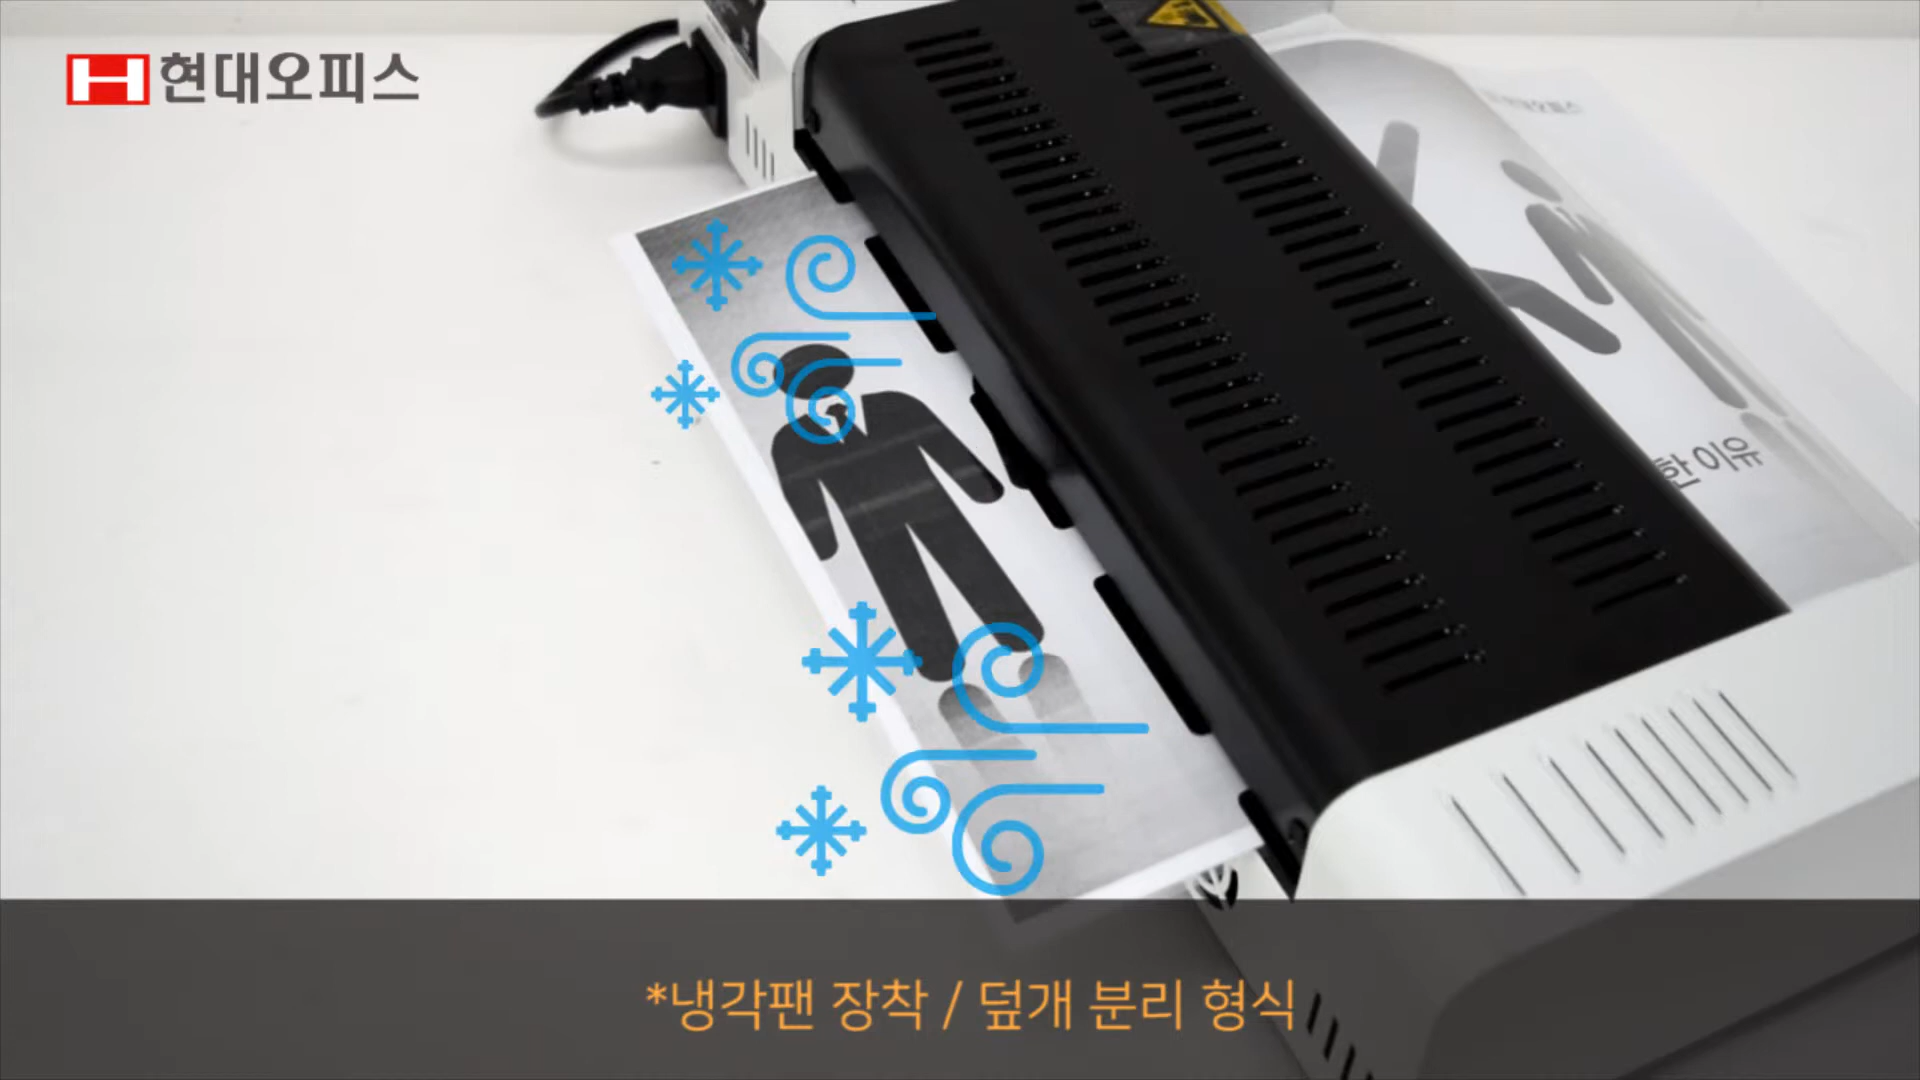 현대오피스
한 이유
*냉각팬 장착 / 덮개 분리 형식